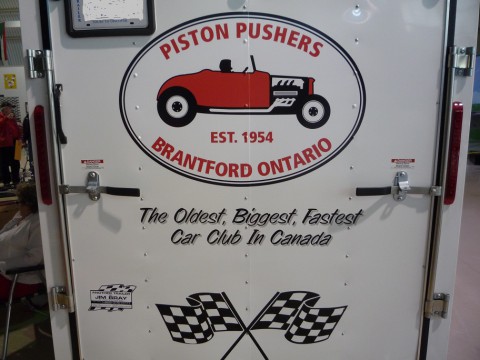 PISTON PUSHERS
EST. 1954
BRANTFORD ONTARIO
The Oldest, Biggest, Fastest
Car Club In Canada
JIM BRAY